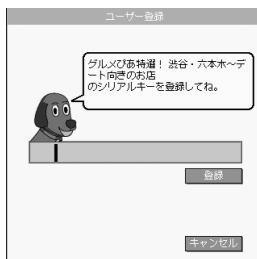 ユーザー登録
グルメぴあ特選! 渋谷・六本木〜デ
ート向きのお店
のシリアルキーを登録してね。
登録
キャンセル